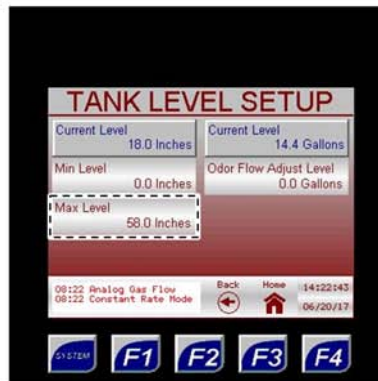 TANK LEVEL SETUP
Current Level
18.0 Inches
Current Level
14.4 Gallons
Min Level
0.0 Inches
Odor Flow Adjust Level
0.0 Gallons
Max Level
58.0 Inches
08:22 Analog Gas Flow
08:22 Constant Rate Mode
Back
Home
14:22:43
06/20/17
SYSTEM
F1
F2
F3
F4